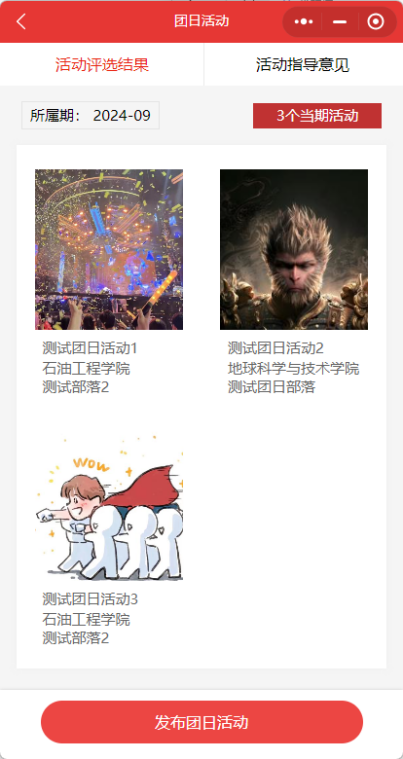 团日活动
活动评选结果
活动指导意见
所属期： 2024-09
3个当期活动
测试团日活动1
石油工程学院
测试部落2
测试团日活动2
地球科学与技术学院
测试团日部落
WOW
测试团日活动3
石油工程学院
测试部落2
发布团日活动